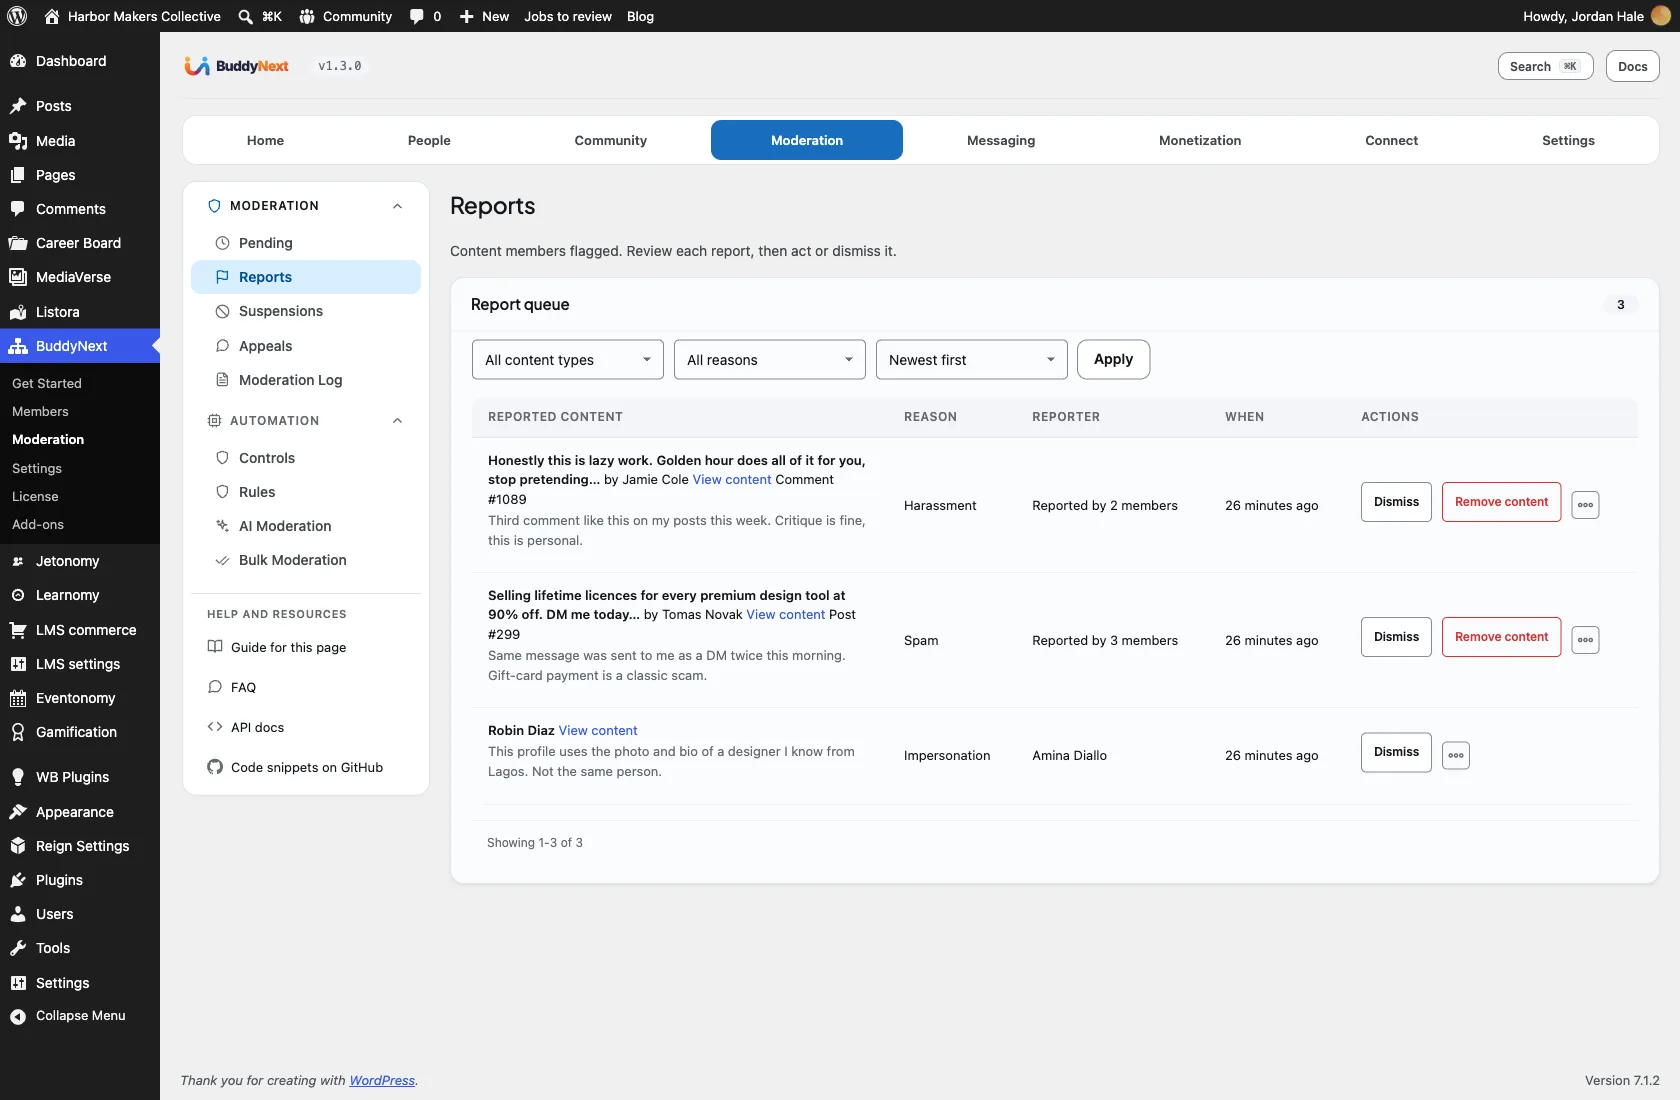 Harbor Makers Collective ⌘K Community 0 New Jobs to review Blog Howdy, Jordan Hale
Dashboard
Posts
Media
Pages
Comments
Career Board
MediaVerse
Listora
BuddyNext
Get Started
Members
Moderation
Settings
License
Add-ons
Jetonomy
Learnomy
LMS commerce
LMS settings
Eventonomy
Gamification
WB Plugins
Appearance
Reign Settings
Plugins
Users
Tools
Settings
Collapse Menu
BuddyNext v1.3.0 Search ⌘K Docs
Home People Community Moderation Messaging Monetization Connect Settings
MODERATION
Pending
Reports
Suspensions
Appeals
Moderation Log
AUTOMATION
Controls
Rules
AI Moderation
Bulk Moderation
HELP AND RESOURCES
Guide for this page
FAQ
API docs
Code snippets on GitHub
Reports
Content members flagged. Review each report, then act or dismiss it.
Report queue 3
All content types All reasons Newest first Apply
REPORTED CONTENT REASON REPORTER WHEN ACTIONS
Honestly this is lazy work. Golden hour does all of it for you,
stop pretending... by Jamie Cole View content Comment
#1089
Third comment like this on my posts this week. Critique is fine,
this is personal.
Harassment Reported by 2 members 26 minutes ago Dismiss Remove content
Selling lifetime licences for every premium design tool at
90% off. DM me today... by Tomas Novak View content Post
#299
Same message was sent to me as a DM twice this morning.
Gift-card payment is a classic scam.
Spam Reported by 3 members 26 minutes ago Dismiss Remove content
Robin Diaz View content
This profile uses the photo and bio of a designer I know from
Lagos. Not the same person.
Impersonation Amina Diallo 26 minutes ago Dismiss
Showing 1-3 of 3
Thank you for creating with WordPress. Version 7.1.2